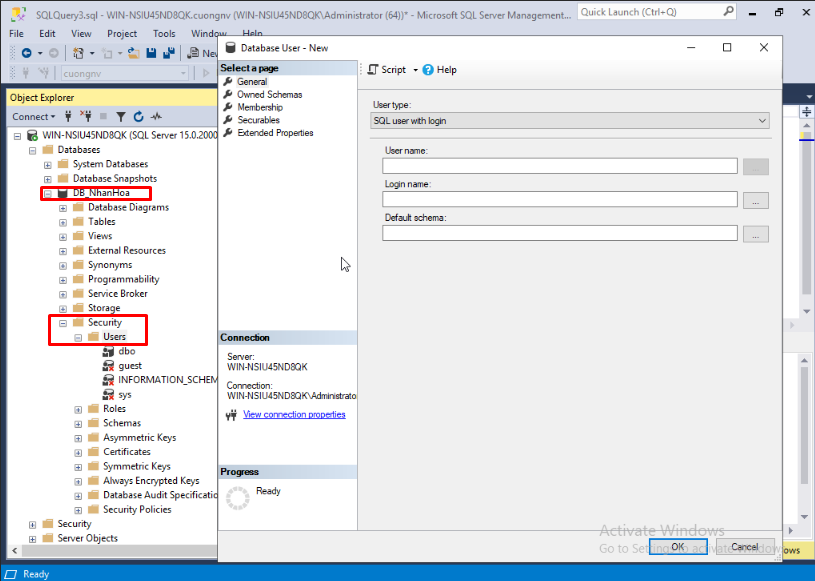 SQLQuery3.sql - WIN-NSIU45ND8QK.cuongnv (WIN-NSIU45ND8QK\Administrator (64))* - Microsoft SQL Server Management...
Quick Launch (Ctrl+Q)
File Edit View Project Tools Window Help
New
cuongnv
Object Explorer
Connect
WIN-NSIU45ND8QK (SQL Server 15.0.2000
Databases
System Databases
Database Snapshots
DB_NhanHoa
Database Diagrams
Tables
Views
External Resources
Synonyms
Programmability
Service Broker
Storage
Security
Users
dbo
guest
INFORMATION_SCHEM
sys
Roles
Schemas
Asymmetric Keys
Certificates
Symmetric Keys
Always Encrypted Keys
Database Audit Specificatio
Security Policies
Security
Server Objects
Ready
Database User - New
Select a page
General
Owned Schemas
Membership
Securables
Extended Properties
Connection
Server:
WIN-NSIU45ND8QK
Connection:
WIN-NSIU45ND8QK\Administrator
View connection properties
Progress
Ready
Script Help
User type:
SQL user with login
User name:
...
Login name:
...
Default schema:
...
OK Cancel
Activate Windows
Go to Settings to activate Windows
ows